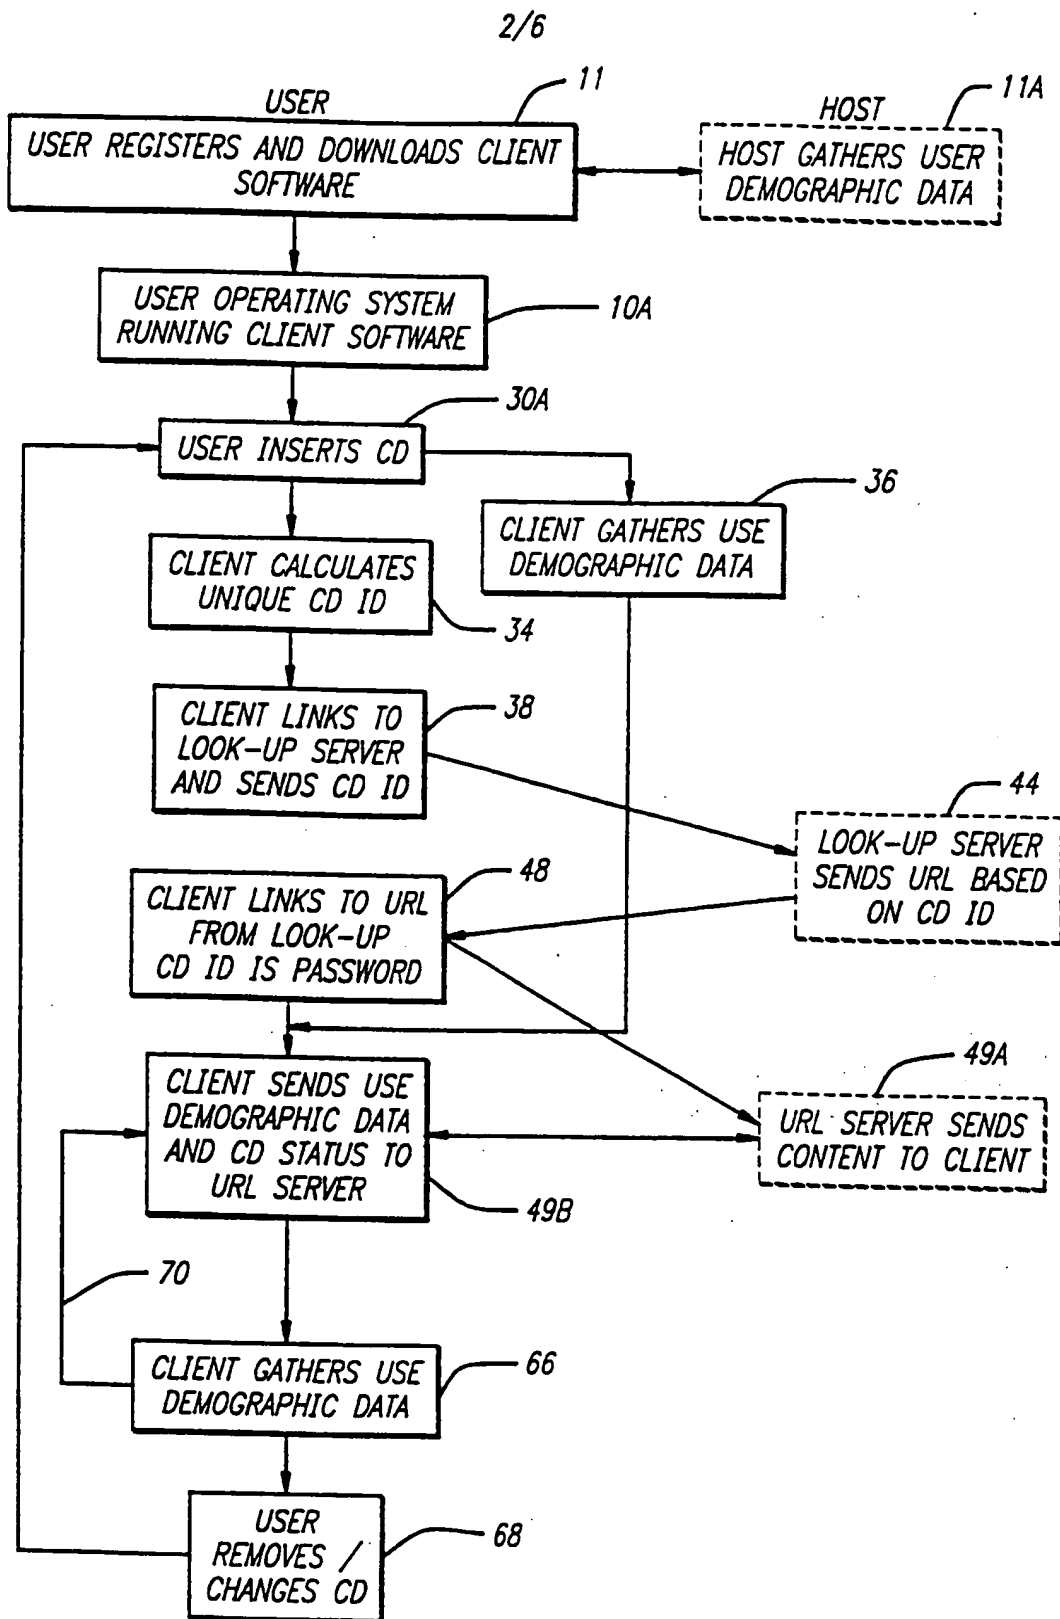 2/6
11
USER
USER REGISTERS AND DOWNLOADS CLIENT
SOFTWARE
11A
HOST
HOST GATHERS USER
DEMOGRAPHIC DATA
USER OPERATING SYSTEM
RUNNING CLIENT SOFTWARE
10A
30A
USER INSERTS CD
36
CLIENT GATHERS USE
DEMOGRAPHIC DATA
CLIENT CALCULATES
UNIQUE CD ID
34
CLIENT LINKS TO
LOOK-UP SERVER
AND SENDS CD ID
38
44
LOOK-UP SERVER
SENDS URL BASED
ON CD ID
48
CLIENT LINKS TO URL
FROM LOOK-UP
CD ID IS PASSWORD
CLIENT SENDS USE
DEMOGRAPHIC DATA
AND CD STATUS TO
URL SERVER
49B
49A
URL SERVER SENDS
CONTENT TO CLIENT
70
CLIENT GATHERS USE
DEMOGRAPHIC DATA
66
USER
REMOVES /
CHANGES CD
68